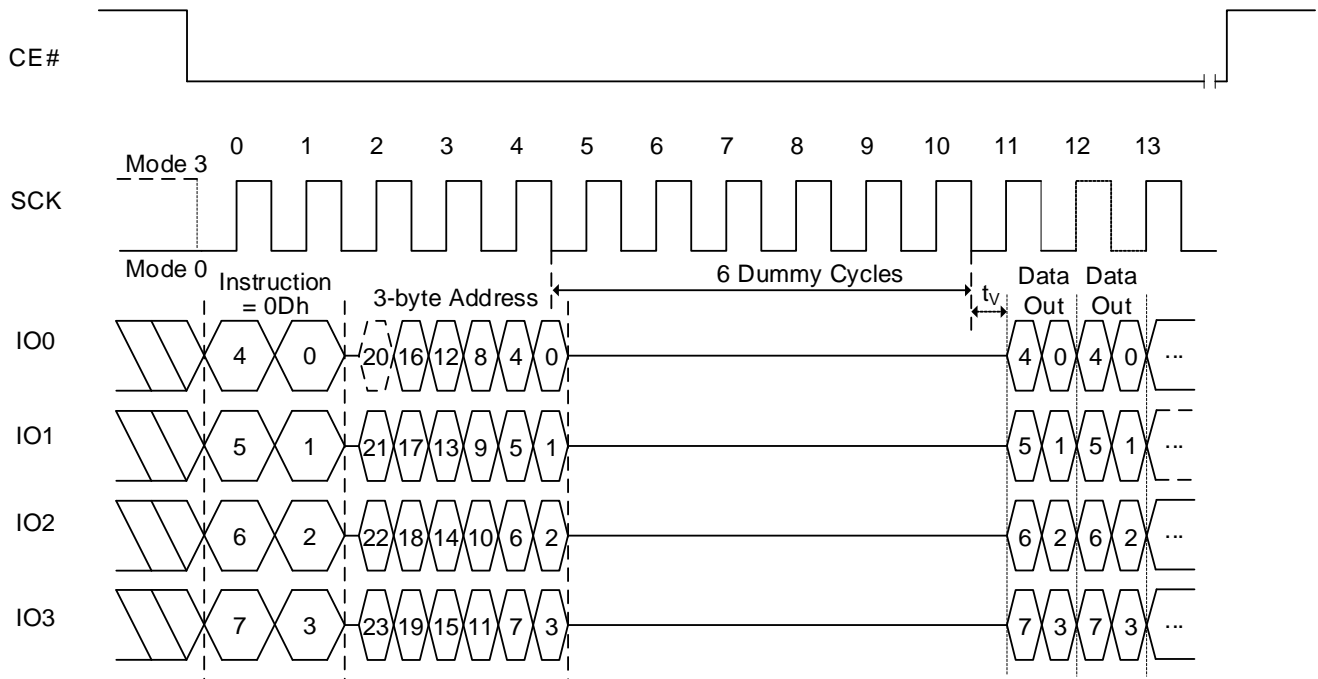 CE#
0 1 2 3 4 5 6 7 8 9 10 11 12 13
Mode 3
SCK
Mode 0
Instruction
= 0Dh
3-byte Address
6 Dummy Cycles
tV
Data
Out
Data
Out
IO0
4 0 20 16 12 8 4 0 4 0 4 0 ...
IO1
5 1 21 17 13 9 5 1 5 1 5 1 ...
IO2
6 2 22 18 14 10 6 2 6 2 6 2 ...
IO3
7 3 23 19 15 11 7 3 7 3 7 3 ...